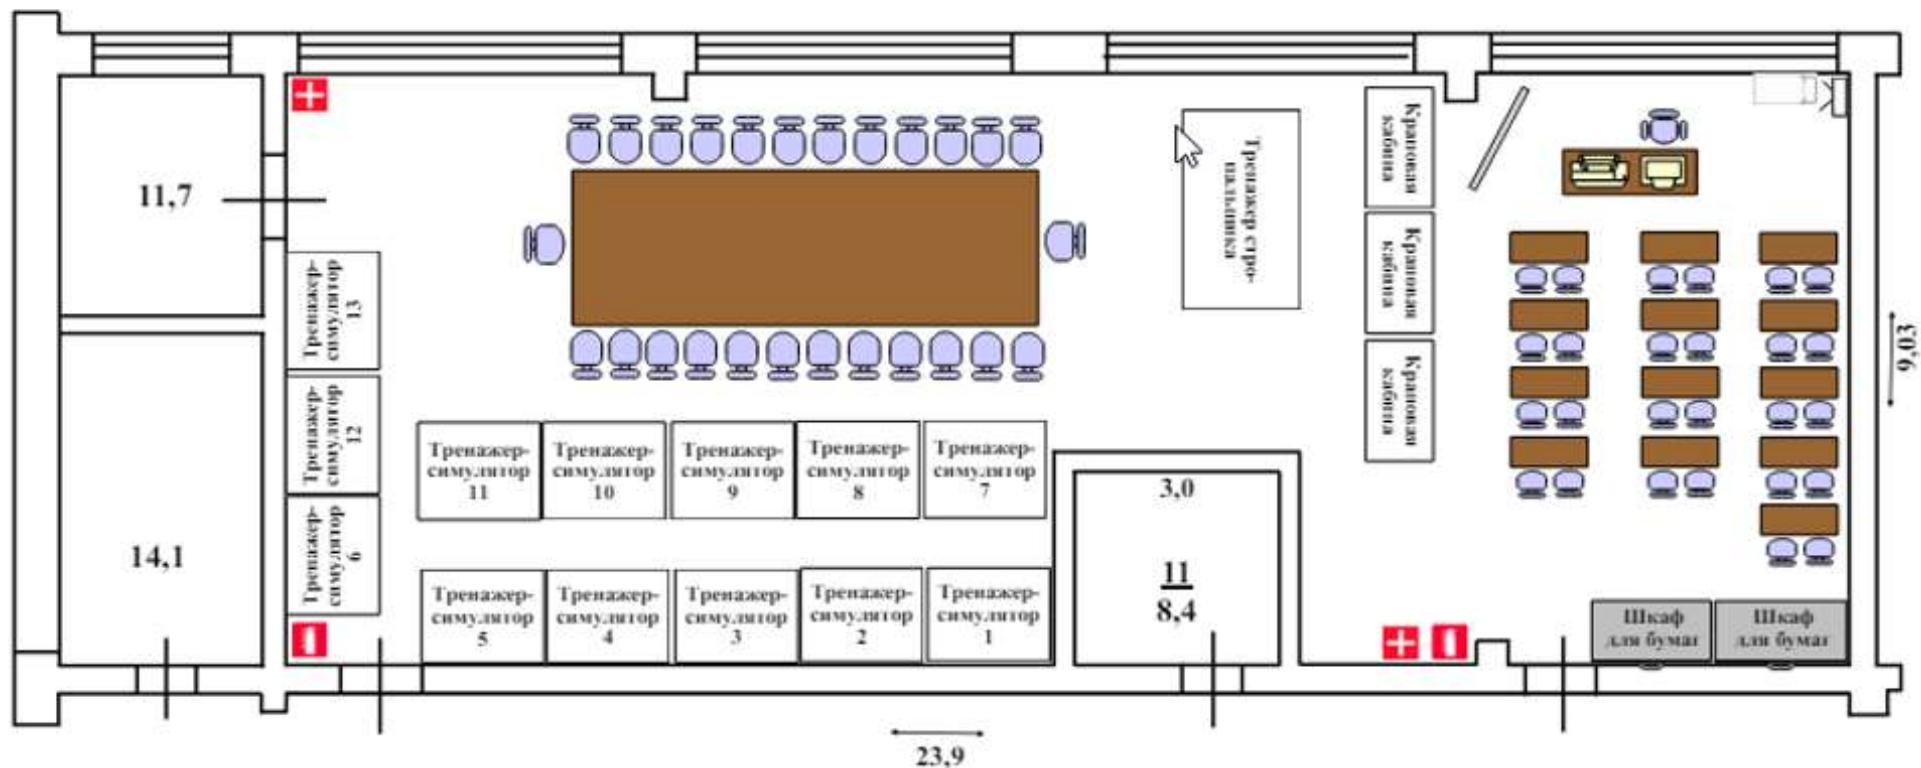 11,7
14,1
Тренажер-
симулятор
13
Тренажер-
симулятор
12
Тренажер-
симулятор
6
Тренажер-
симулятор
11
Тренажер-
симулятор
10
Тренажер-
симулятор
9
Тренажер-
симулятор
8
Тренажер-
симулятор
7
Тренажер-
симулятор
5
Тренажер-
симулятор
4
Тренажер-
симулятор
3
Тренажер-
симулятор
2
Тренажер-
симулятор
1
Тренажер стро-
пальщика
Крановая
кабина
Крановая
кабина
Крановая
кабина
3,0
11
8,4
Шкаф
для бумаг
Шкаф
для бумаг
9,03
23,9